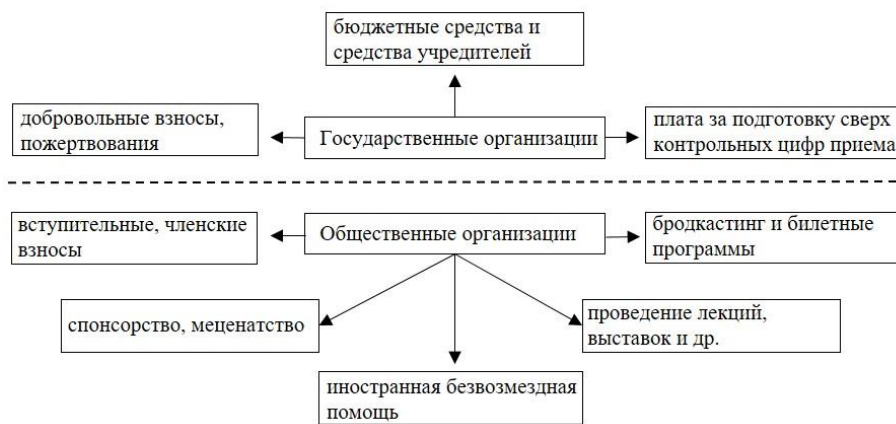 бюджетные средства и
средства учредителей
добровольные взносы,
пожертвования
Государственные организации
плата за подготовку сверх
контрольных цифр приема
вступительные, членские
взносы
Общественные организации
бродкастинг и билетные
программы
спонсорство, меценатство
проведение лекций,
выставок и др.
иностранная безвозмездная
помощь